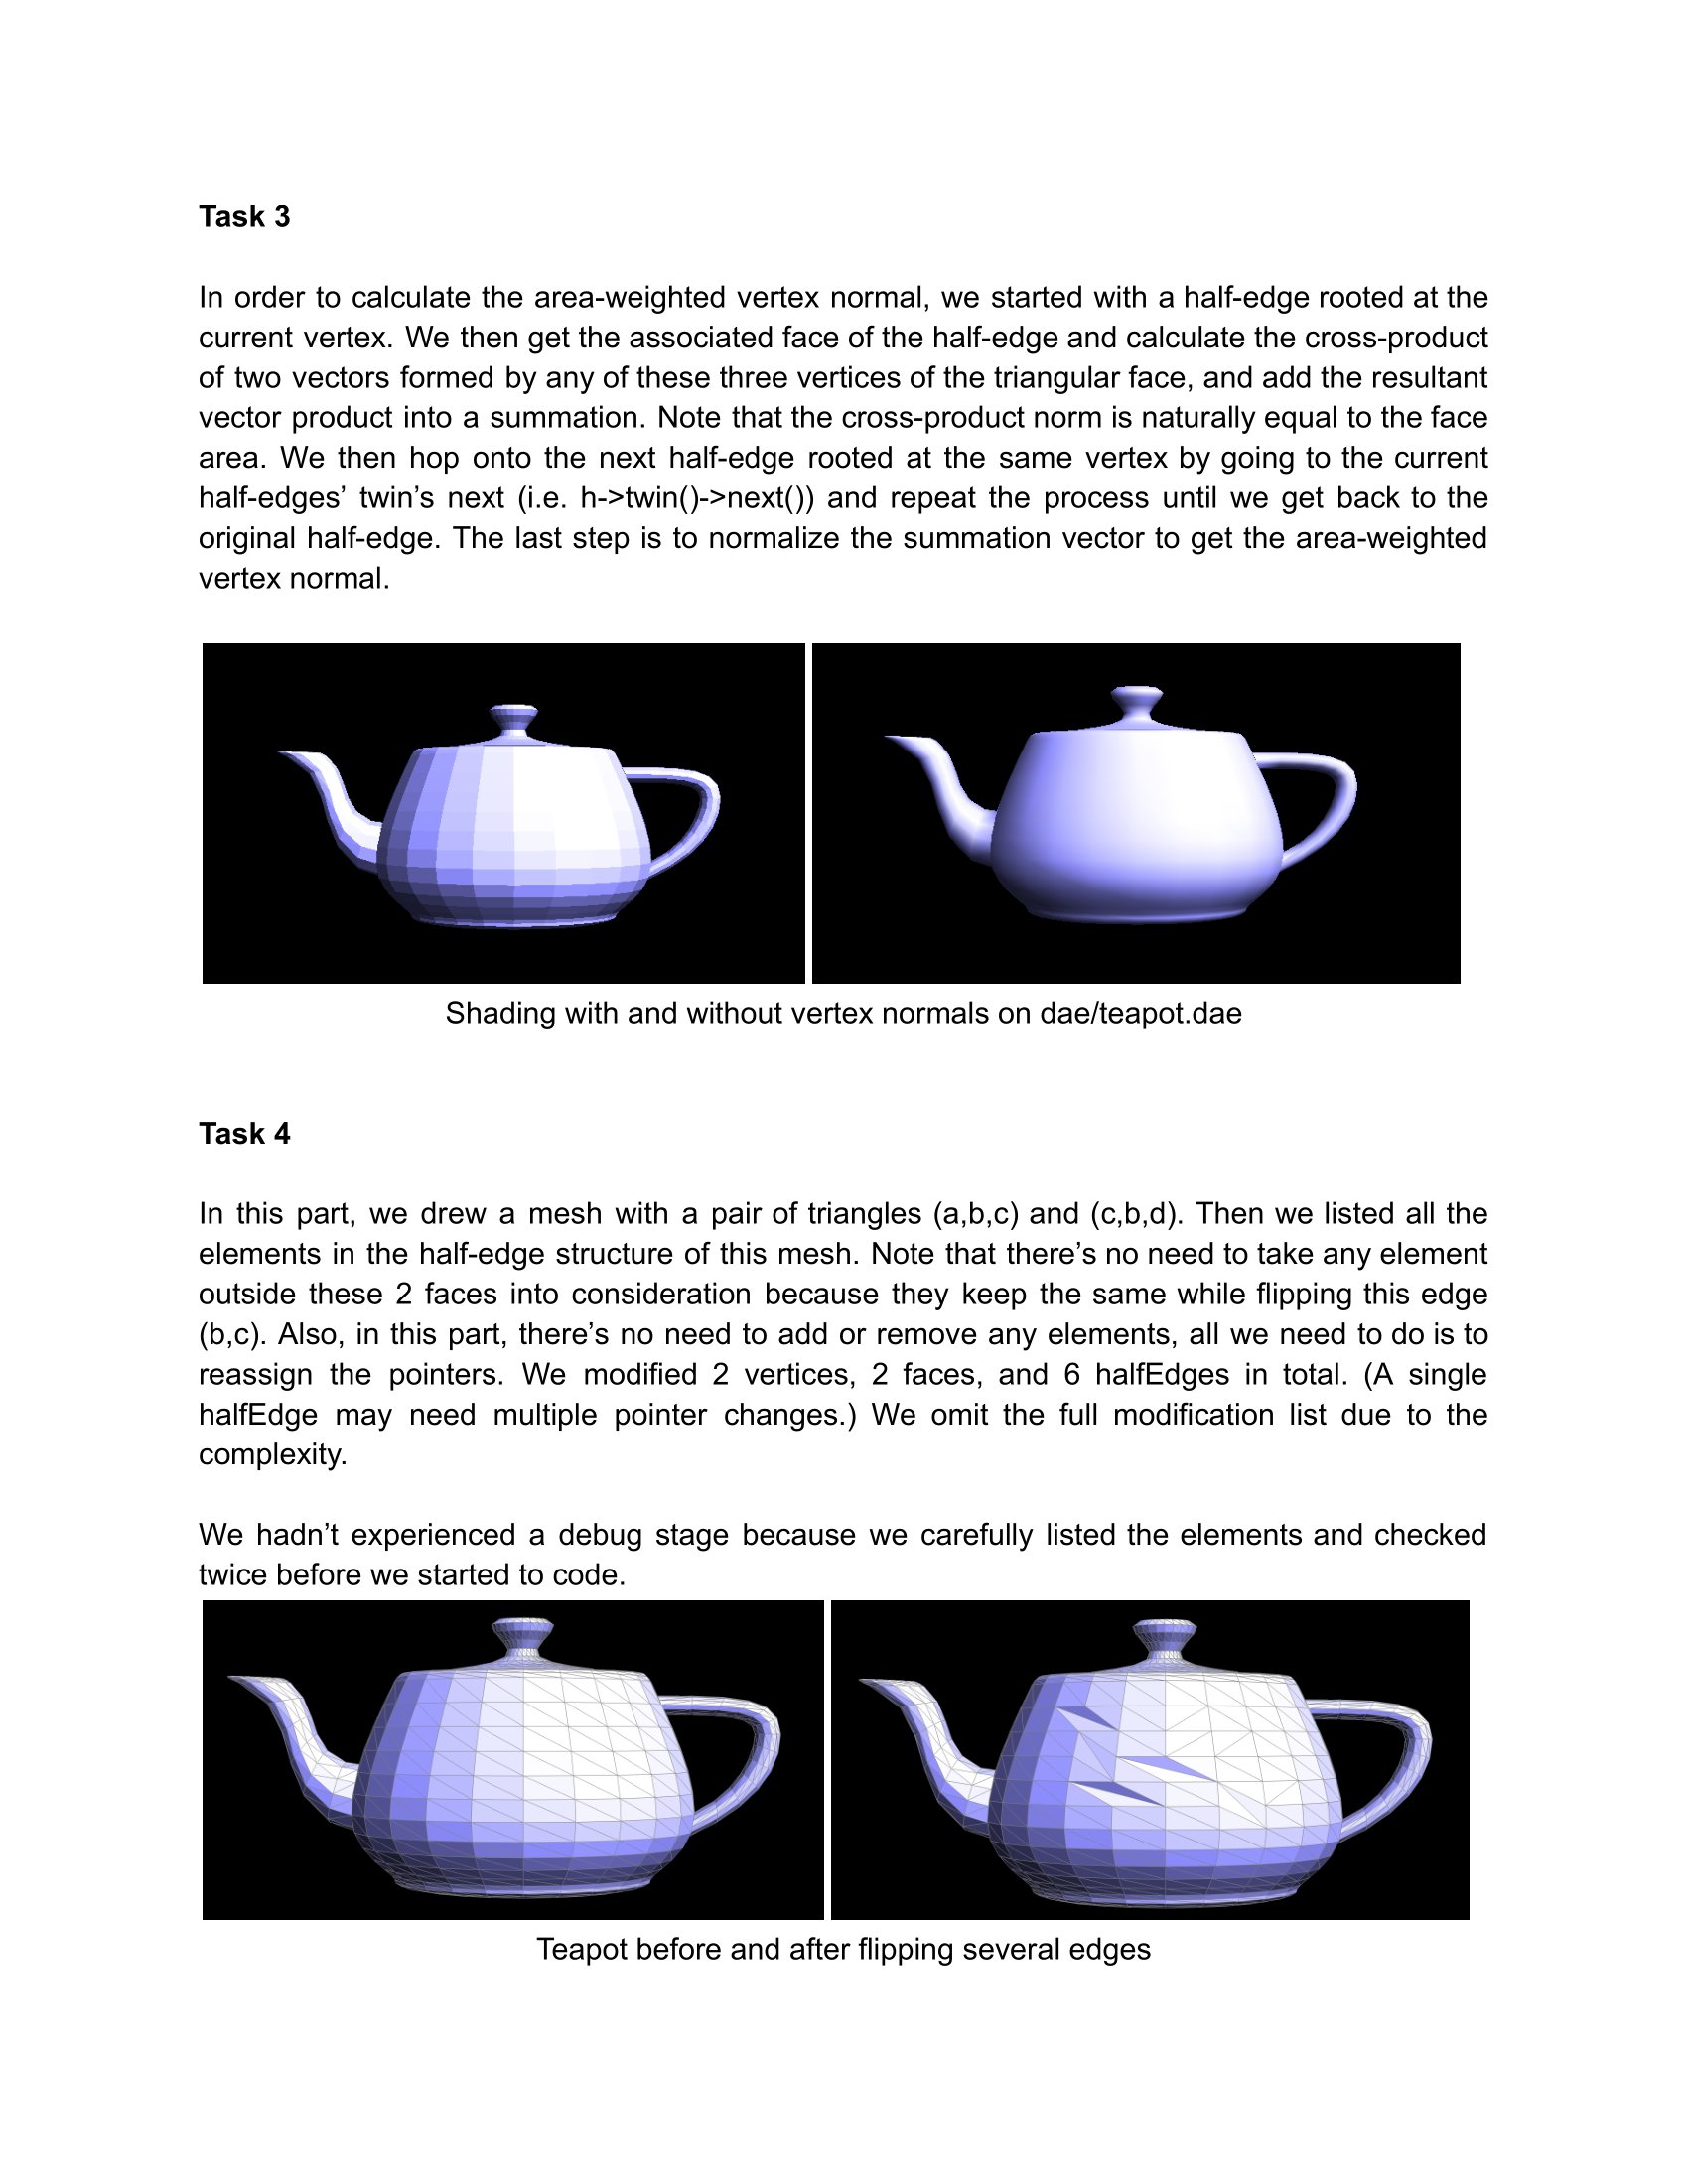 Task 3
In order to calculate the area-weighted vertex normal, we started with a half-edge rooted at the
current vertex. We then get the associated face of the half-edge and calculate the cross-product
of two vectors formed by any of these three vertices of the triangular face, and add the resultant
vector product into a summation. Note that the cross-product norm is naturally equal to the face
area. We then hop onto the next half-edge rooted at the same vertex by going to the current
half-edges’ twin’s next (i.e. h->twin()->next()) and repeat the process until we get back to the
original half-edge. The last step is to normalize the summation vector to get the area-weighted
vertex normal.
Shading with and without vertex normals on dae/teapot.dae
Task 4
In this part, we drew a mesh with a pair of triangles (a,b,c) and (c,b,d). Then we listed all the
elements in the half-edge structure of this mesh. Note that there’s no need to take any element
outside these 2 faces into consideration because they keep the same while flipping this edge
(b,c). Also, in this part, there’s no need to add or remove any elements, all we need to do is to
reassign the pointers. We modified 2 vertices, 2 faces, and 6 halfEdges in total. (A single
halfEdge may need multiple pointer changes.) We omit the full modification list due to the
complexity.
We hadn’t experienced a debug stage because we carefully listed the elements and checked
twice before we started to code.
Teapot before and after flipping several edges